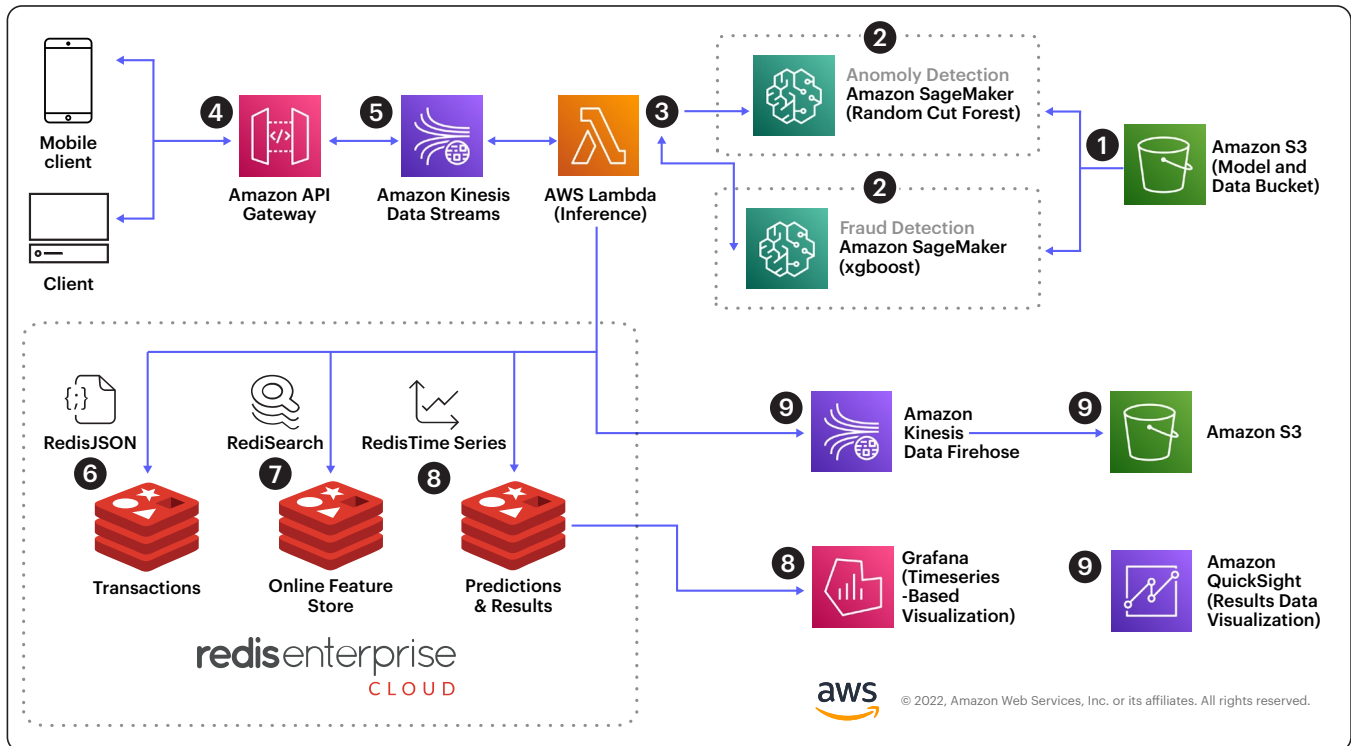 2
Anomoly Detection
Amazon SageMaker
(Random Cut Forest)
4
5
3
1
Amazon S3
(Model and
Data Bucket)
Mobile
client
Amazon API
Gateway
Amazon Kinesis
Data Streams
AWS Lambda
(Inference)
2
Fraud Detection
Amazon SageMaker
(xgboost)
Client
{;}
RedisJSON
RediSearch
RedisTime Series
6
7
8
Transactions
Online Feature
Store
Predictions
& Results
9
Amazon
Kinesis
Data Firehose
9
Amazon S3
8
Grafana
(Timeseries
-Based
Visualization)
9
Amazon
QuickSight
(Results Data
Visualization)
redisenterprise
CLOUD
aws
© 2022, Amazon Web Services, Inc. or its affiliates. All rights reserved.